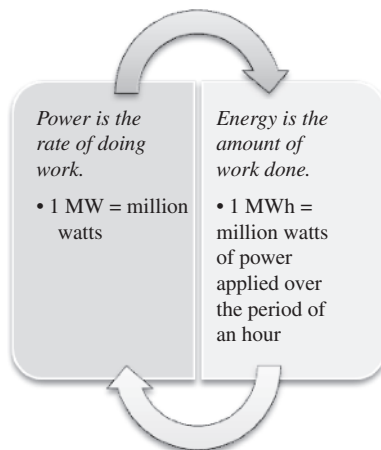 Power is the
rate of doing
work.
• 1 MW = million
watts
Energy is the
amount of
work done.
• 1 MWh =
million watts
of power
applied over
the period of
an hour